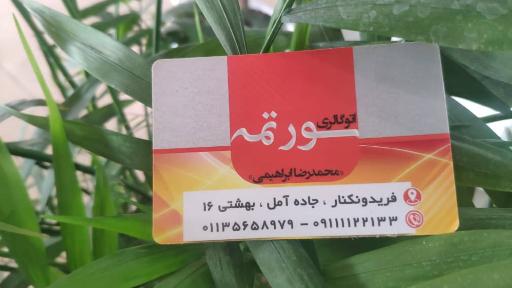 اتوگالری
سورتمه
«محمدرضا ابراهیمی»
فریدونکنار ، جاده آمل ، بهشتی ۱۶
۰۹۱۱۱۱۲۲۱۳۳ - ۰۱۱۳۵۶۵۸۹۷۹